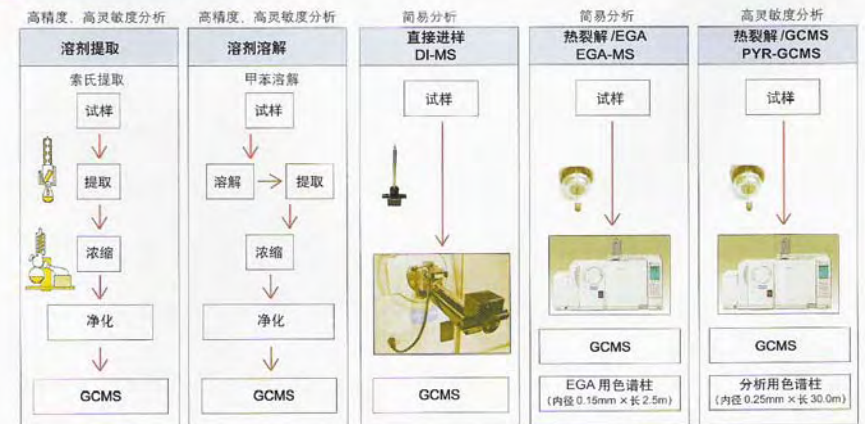 高精度、高灵敏度分析
溶剂提取
索氏提取
试样
提取
浓缩
净化
GCMS
高精度、高灵敏度分析
溶剂溶解
甲苯溶解
试样
溶解
提取
浓缩
净化
GCMS
简易分析
直接进样
DI-MS
试样
GCMS
简易分析
热裂解/EGA
EGA-MS
试样
GCMS
EGA 用色谱柱
(内径 0.15mm × 长 2.5m)
高灵敏度分析
热裂解/GCMS
PYR-GCMS
试样
GCMS
分析用色谱柱
(内径 0.25mm × 长 30.0m)